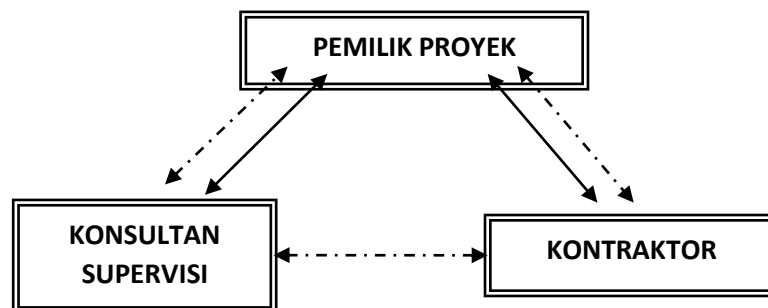 PEMILIK PROYEK
KONSULTAN
SUPERVISI
KONTRAKTOR